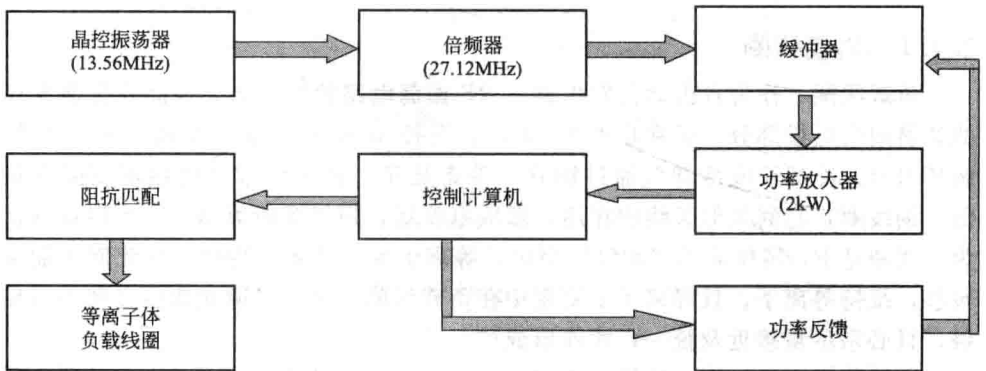 晶控振荡器
(13.56MHz)
倍频器
(27.12MHz)
缓冲器
阻抗匹配
控制计算机
功率放大器
(2kW)
等离子体
负载线圈
功率反馈